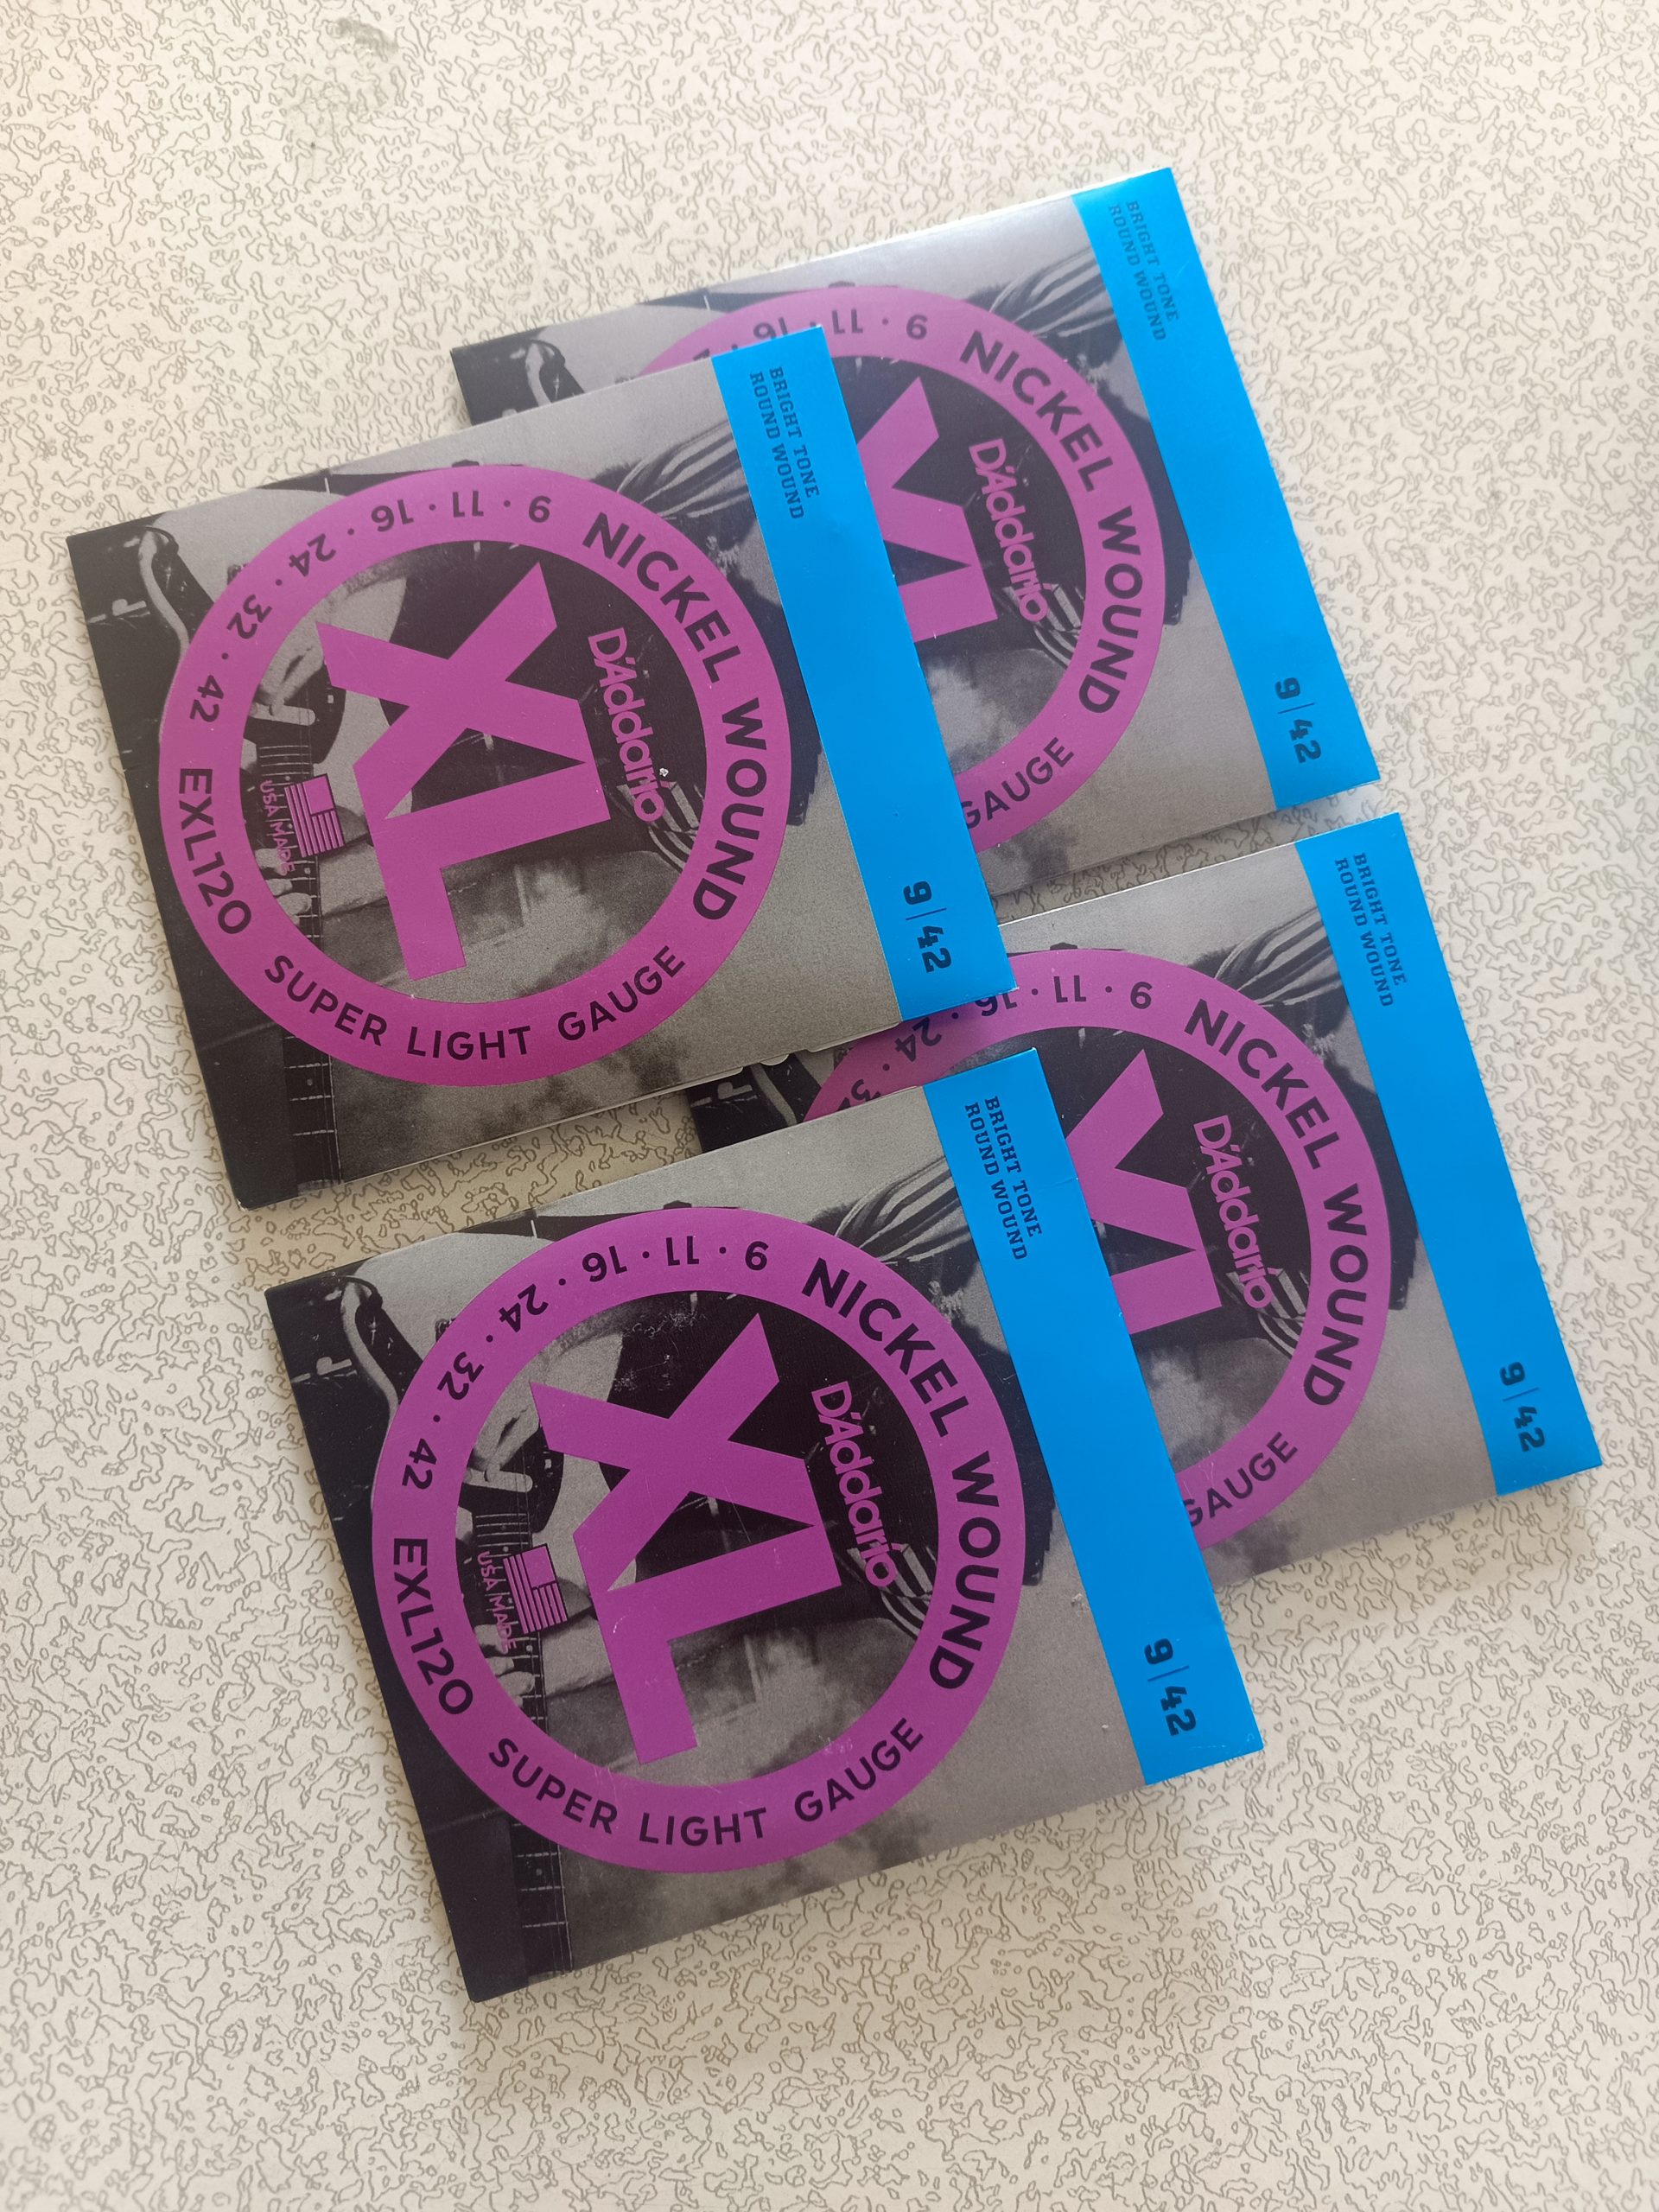 BRIGHT TONE
ROUND WOUND
9|42
9 · 11 · 16
NICKEL WOUND
D'Addario
GAUGE
BRIGHT TONE
ROUND WOUND
9|42
9 · 11 · 16 · 24 · 32 · 42
NICKEL WOUND
D'Addario
XL
USA MADE
EXL120
SUPER LIGHT GAUGE
BRIGHT TONE
ROUND WOUND
9|42
9 · 11 · 16 · 24
NICKEL WOUND
D'Addario
GAUGE
BRIGHT TONE
ROUND WOUND
9|42
9 · 11 · 16 · 24 · 32 · 42
NICKEL WOUND
D'Addario
XL
USA MADE
EXL120
SUPER LIGHT GAUGE